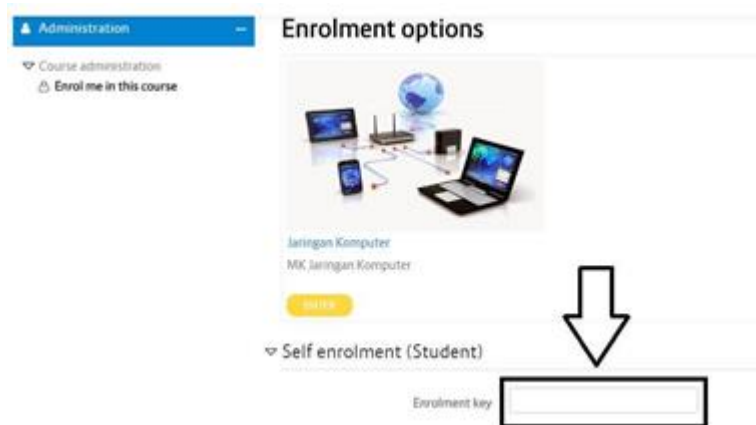 Administration
Enrolment options
Course administration
Enrol me in this course
Jaringan Komputer
MK Jaringan Komputer
ENTER
Self enrolment (Student)
Enrolment key